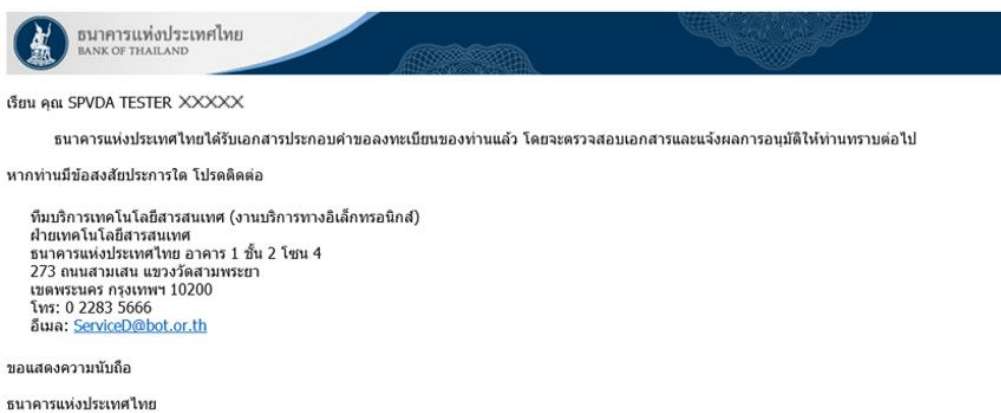 ธนาคารแห่งประเทศไทย
BANK OF THAILAND
เรียน คุณ SPVDA TESTER XXXXX
ธนาคารแห่งประเทศไทยได้รับเอกสารประกอบคำขอลงทะเบียนของท่านแล้ว โดยจะตรวจสอบเอกสารและแจ้งผลการอนุมัติให้ท่านทราบต่อไป
หากท่านมีข้อสงสัยประการใด โปรดติดต่อ
ทีมบริการเทคโนโลยีสารสนเทศ (งานบริการทางอิเล็กทรอนิกส์)
ฝ่ายเทคโนโลยีสารสนเทศ
ธนาคารแห่งประเทศไทย อาคาร 1 ชั้น 2 โซน 4
273 ถนนสามเสน แขวงวัดสามพระยา
เขตพระนคร กรุงเทพฯ 10200
โทร: 0 2283 5666
อีเมล: ServiceD@bot.or.th
ขอแสดงความนับถือ
ธนาคารแห่งประเทศไทย